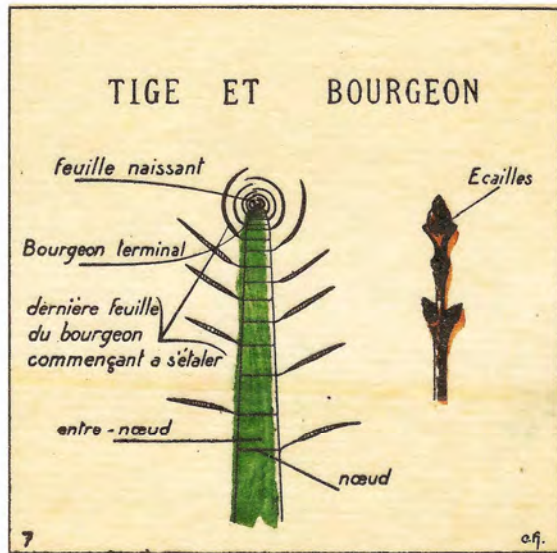 TIGE ET BOURGEON
feuille naissant
Ecailles
Bourgeon terminal
dernière feuille
du bourgeon
commençant a s'étaler
entre-nœud
nœud
7